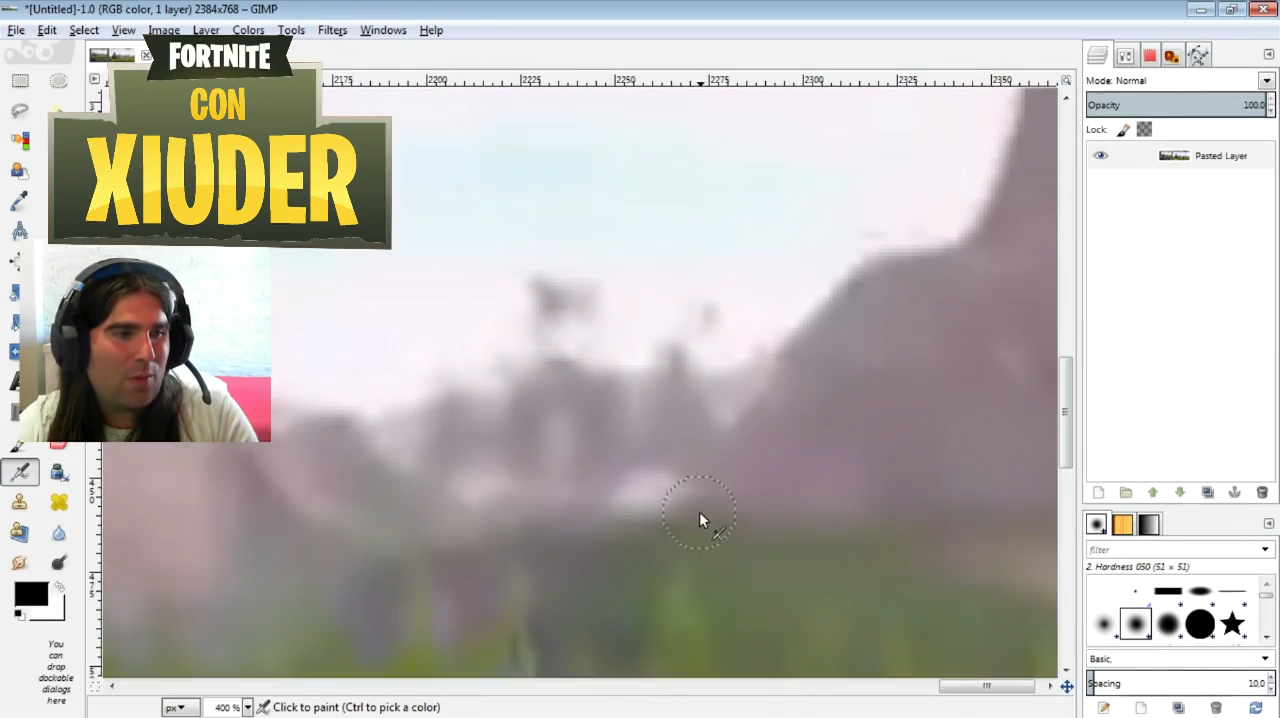 *[Untitled]-1.0 (RGB color, 1 layer) 2384x768 – GIMP
File Edit Select View Image Layer Colors Tools Filters Windows Help
FORTNITE
CON
XIUDER
2175 2200 2225 2250 2275 2300 2325 2350
Mode: Normal
Opacity 100,0
Lock:
Pasted Layer
450
475
filter
2. Hardness 050 (51 × 51)
Basic,
Spacing 10,0
You
can
drop
dockable
dialogs
here
px 400 % Click to paint (Ctrl to pick a color)